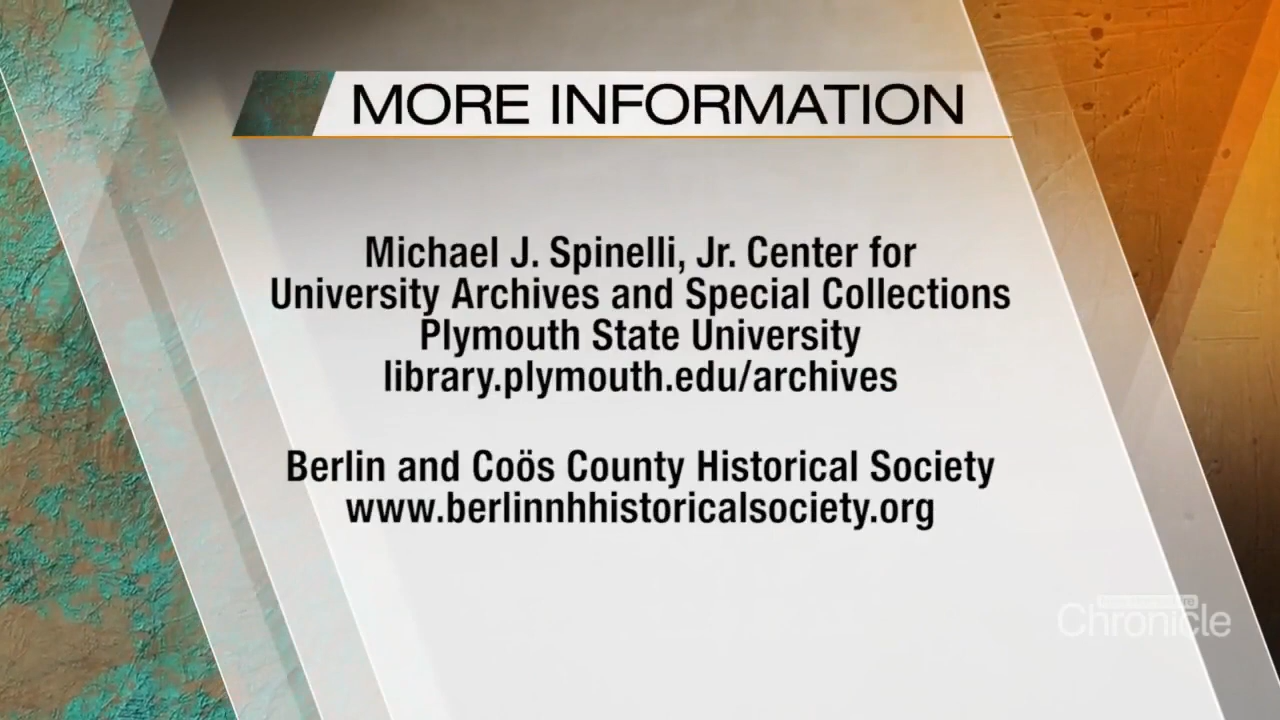 MORE INFORMATION
Michael J. Spinelli, Jr. Center for
University Archives and Special Collections
Plymouth State University
library.plymouth.edu/archives
Berlin and Coös County Historical Society
www.berlinnhhistoricalsociety.org
Chronicle